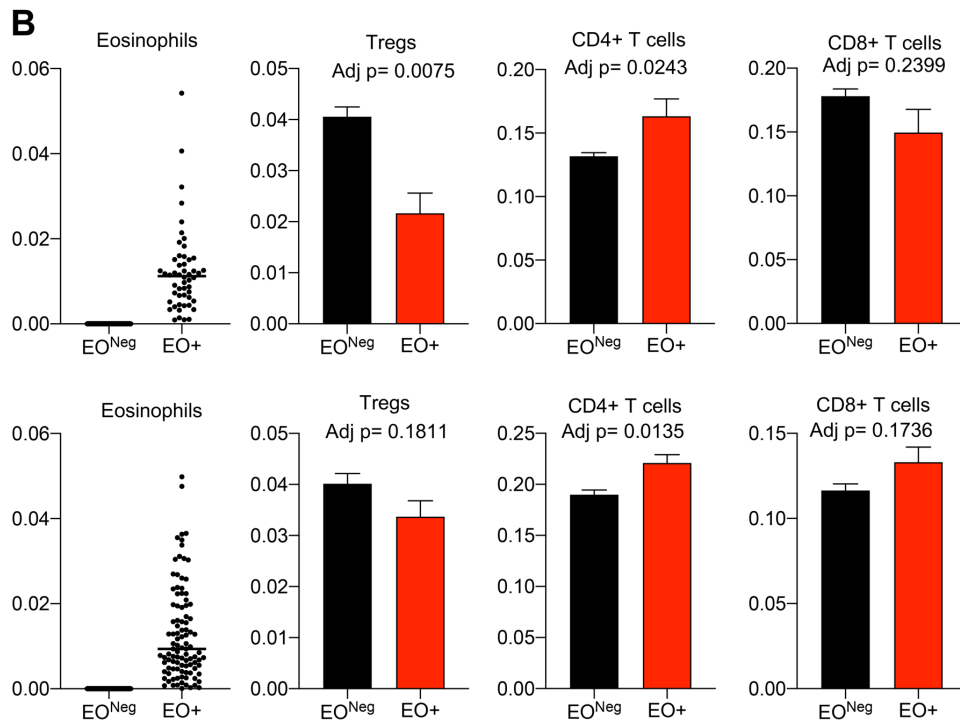 B
Eosinophils
0.06
0.04
0.02
0.00
EO^Neg EO+
Tregs
Adj p= 0.0075
0.05
0.04
0.03
0.02
0.01
0.00
EO^Neg EO+
CD4+ T cells
Adj p= 0.0243
0.20
0.15
0.10
0.05
0.00
EO^Neg EO+
CD8+ T cells
Adj p= 0.2399
0.20
0.15
0.10
0.05
0.00
EO^Neg EO+
Eosinophils
0.06
0.04
0.02
0.00
EO^Neg EO+
Tregs
Adj p= 0.1811
0.05
0.04
0.03
0.02
0.01
0.00
EO^Neg EO+
CD4+ T cells
Adj p= 0.0135
0.25
0.20
0.15
0.10
0.05
0.00
EO^Neg EO+
CD8+ T cells
Adj p= 0.1736
0.15
0.10
0.05
0.00
EO^Neg EO+